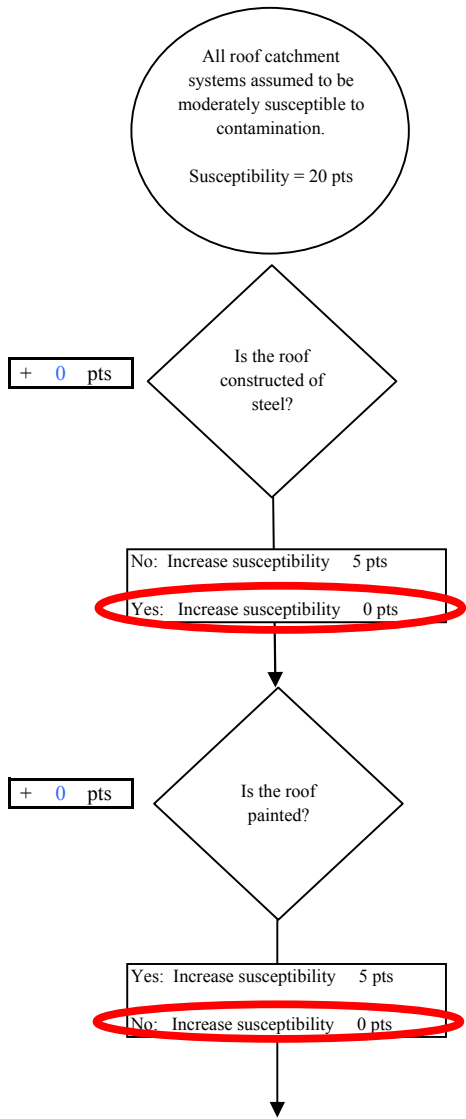 All roof catchment
systems assumed to be
moderately susceptible to
contamination.
Susceptibility = 20 pts
Is the roof
constructed of
steel?
+ 0 pts
No: Increase susceptibility 5 pts
Yes: Increase susceptibility 0 pts
Is the roof
painted?
+ 0 pts
Yes: Increase susceptibility 5 pts
No: Increase susceptibility 0 pts